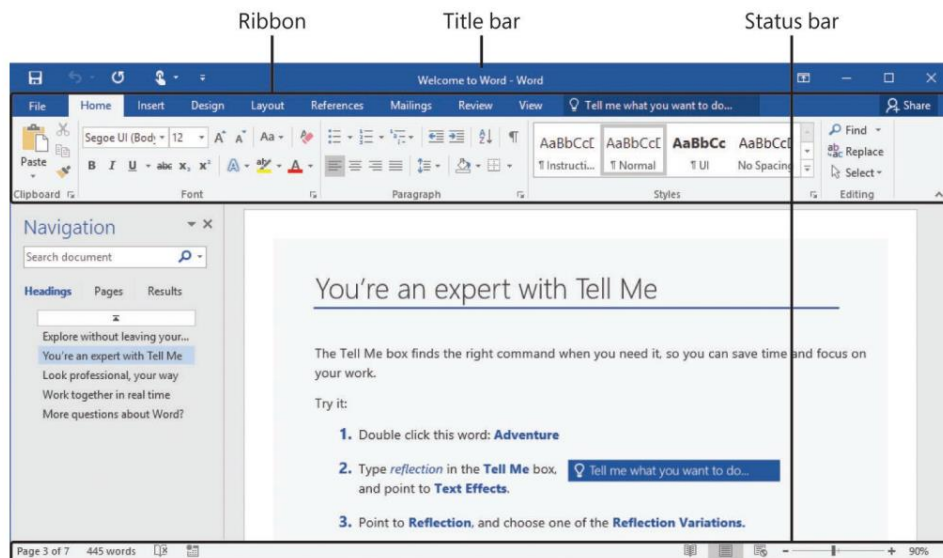 Ribbon Title bar Status bar
Welcome to Word - Word
File Home Insert Design Layout References Mailings Review View Tell me what you want to do... Share
Segoe UI (Body 12 A A Aa
AaBbCcD AaBbCcD AaBbCc AaBbCcD
Find
Replace
Paste
B I U abc x₂ x² A aby A
¶ Instructi... ¶ Normal ¶ UI No Spacing
Select
Clipboard Font Paragraph Styles Editing
Navigation
Search document
Headings Pages Results
Explore without leaving your...
You're an expert with Tell Me
Look professional, your way
Work together in real time
More questions about Word?
You're an expert with Tell Me
The Tell Me box finds the right command when you need it, so you can save time and focus on
your work.
Try it:
1. Double click this word: Adventure
2. Type reflection in the Tell Me box, Tell me what you want to do...
and point to Text Effects.
3. Point to Reflection, and choose one of the Reflection Variations.
Page 3 of 7 445 words 90%